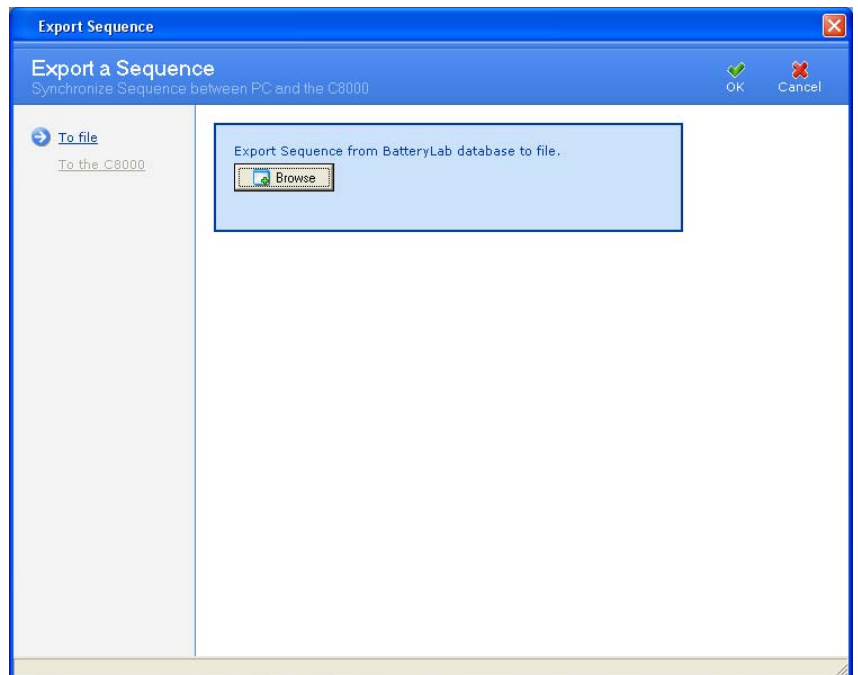 Export Sequence
Export a Sequence
Synchronize Sequence between PC and the C8000
OK
Cancel
To file
To the C8000
Export Sequence from BatteryLab database to file.
Browse